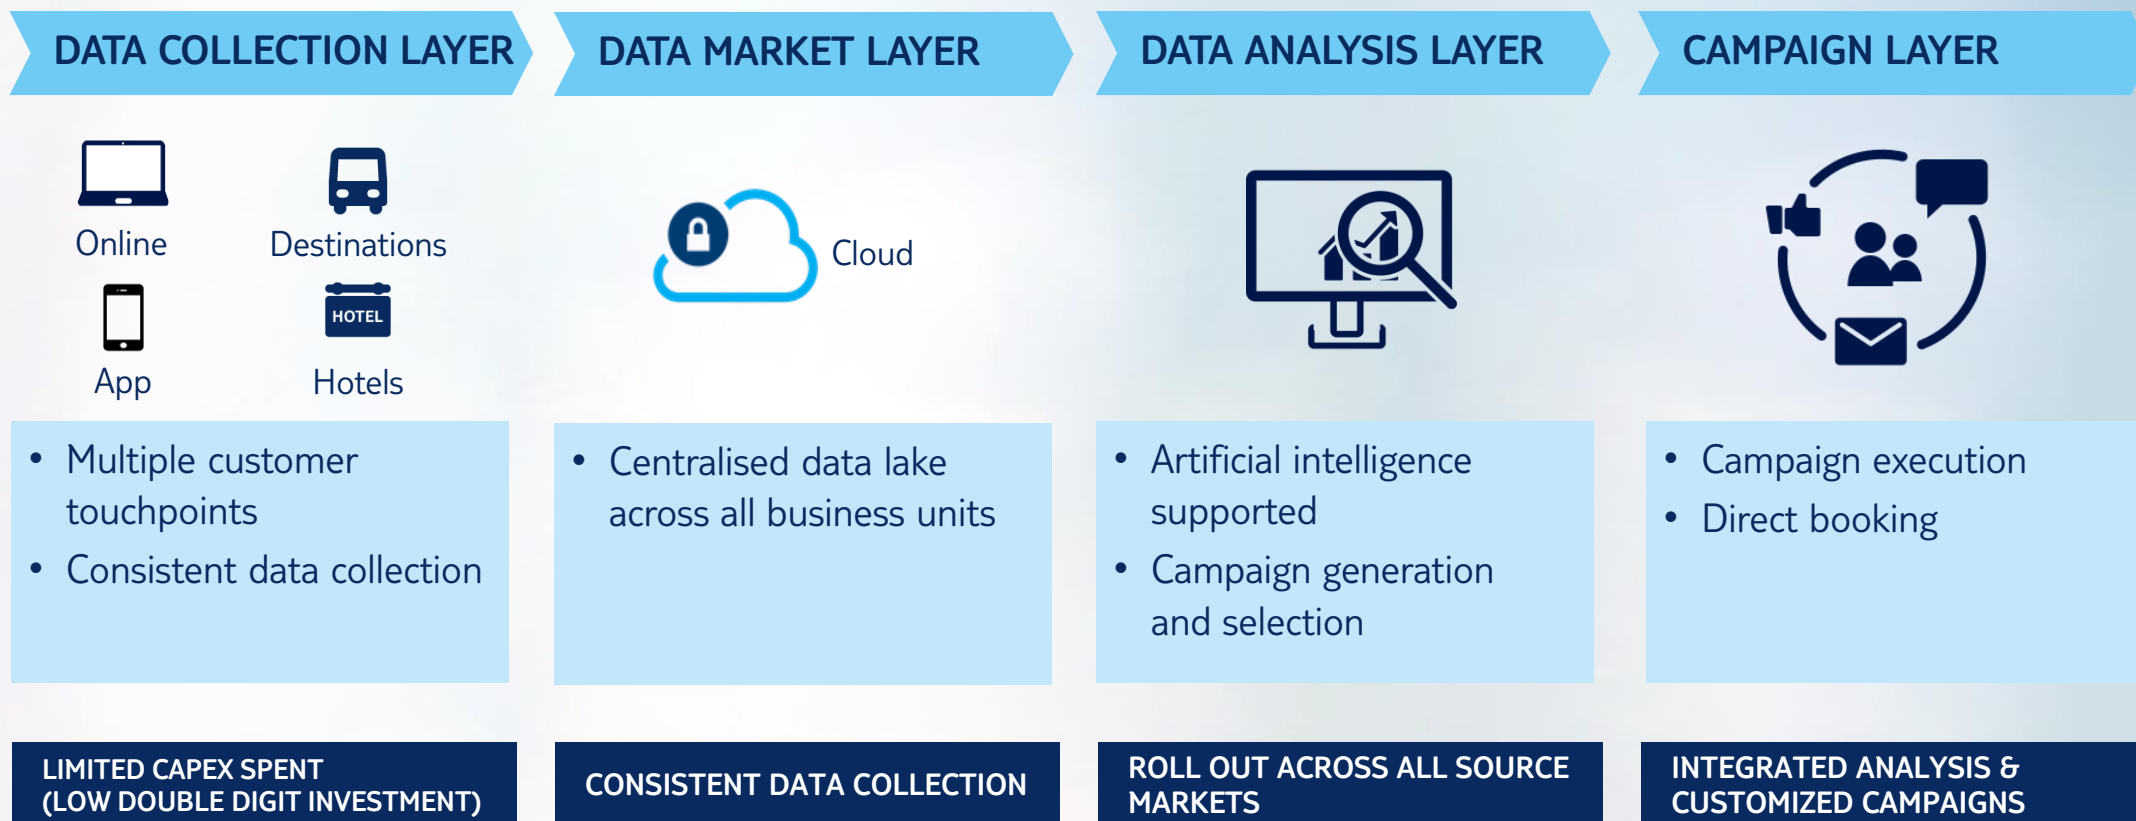 DATA COLLECTION LAYER
DATA MARKET LAYER
DATA ANALYSIS LAYER
CAMPAIGN LAYER
Online
Destinations
App
HOTEL
Hotels
Cloud
• Multiple customer
touchpoints
• Consistent data collection
• Centralised data lake
across all business units
• Artificial intelligence
supported
• Campaign generation
and selection
• Campaign execution
• Direct booking
LIMITED CAPEX SPENT
(LOW DOUBLE DIGIT INVESTMENT)
CONSISTENT DATA COLLECTION
ROLL OUT ACROSS ALL SOURCE
MARKETS
INTEGRATED ANALYSIS &
CUSTOMIZED CAMPAIGNS